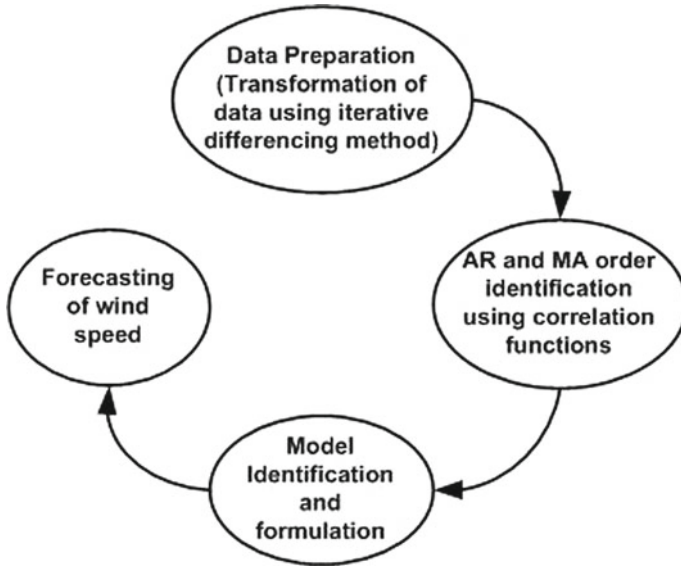 Data Preparation
(Transformation of
data using iterative
differencing method)
AR and MA order
identification
using correlation
functions
Model
Identification
and
formulation
Forecasting
of wind
speed